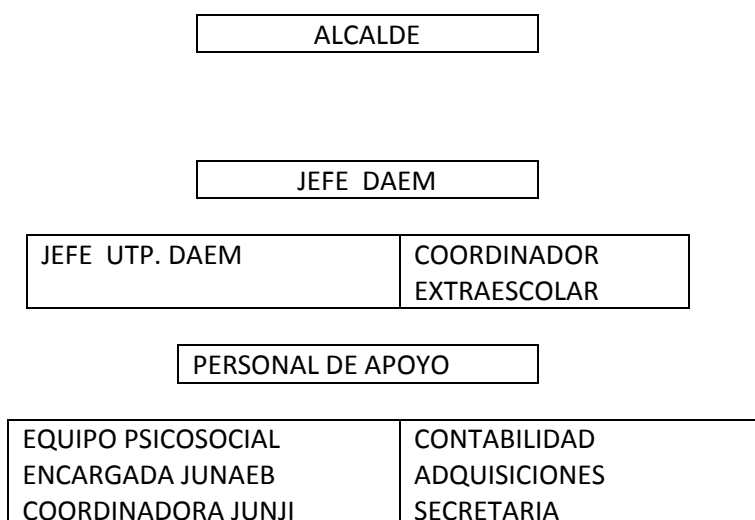 ALCALDE
JEFE DAEM
JEFE UTP. DAEM
COORDINADOR
EXTRAESCOLAR
PERSONAL DE APOYO
EQUIPO PSICOSOCIAL
ENCARGADA JUNAEB
COORDINADORA JUNJI
CONTABILIDAD
ADQUISICIONES
SECRETARIA